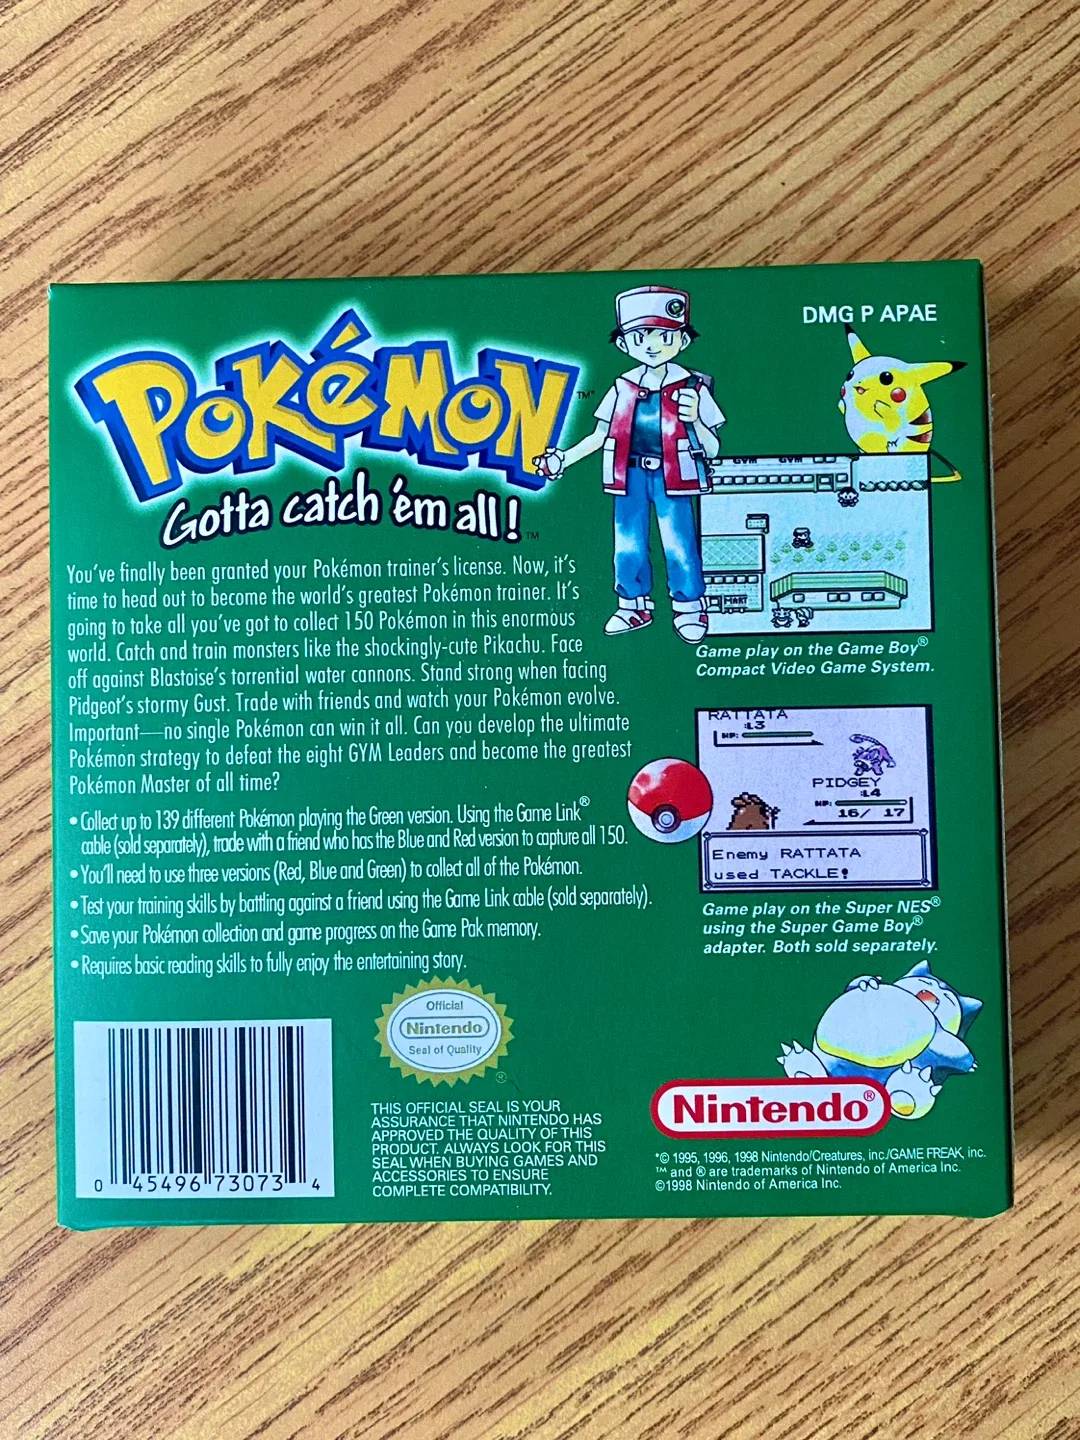 DMG P APAE
POKéMON™
Gotta catch 'em all!™
You've finally been granted your Pokémon trainer's license. Now, it's
time to head out to become the world's greatest Pokémon trainer. It's
going to take all you've got to collect 150 Pokémon in this enormous
world. Catch and train monsters like the shockingly-cute Pikachu. Face
off against Blastoise's torrential water cannons. Stand strong when facing
Pidgeot's stormy Gust. Trade with friends and watch your Pokémon evolve.
Important—no single Pokémon can win it all. Can you develop the ultimate
Pokémon strategy to defeat the eight GYM Leaders and become the greatest
Pokémon Master of all time?
• Collect up to 139 different Pokémon playing the Green version. Using the Game Link®
cable (sold separately), trade with a friend who has the Blue and Red version to capture all 150.
• You'll need to use three versions (Red, Blue and Green) to collect all of the Pokémon.
• Test your training skills by battling against a friend using the Game Link cable (sold separately).
• Save your Pokémon collection and game progress on the Game Pak memory.
• Requires basic reading skills to fully enjoy the entertaining story.
GYM GYM
MART
Game play on the Game Boy®
Compact Video Game System.
RATTATA
:L3
HP:
PIDGEY
:L4
HP:
16/ 17
Enemy RATTATA
used TACKLE!
Game play on the Super NES®
using the Super Game Boy®
adapter. Both sold separately.
0 45496 73073 4
Official
Nintendo
Seal of Quality
®
THIS OFFICIAL SEAL IS YOUR
ASSURANCE THAT NINTENDO HAS
APPROVED THE QUALITY OF THIS
PRODUCT. ALWAYS LOOK FOR THIS
SEAL WHEN BUYING GAMES AND
ACCESSORIES TO ENSURE
COMPLETE COMPATIBILITY.
Nintendo®
*© 1995, 1996, 1998 Nintendo/Creatures, inc./GAME FREAK, inc.
™ and ® are trademarks of Nintendo of America Inc.
©1998 Nintendo of America Inc.